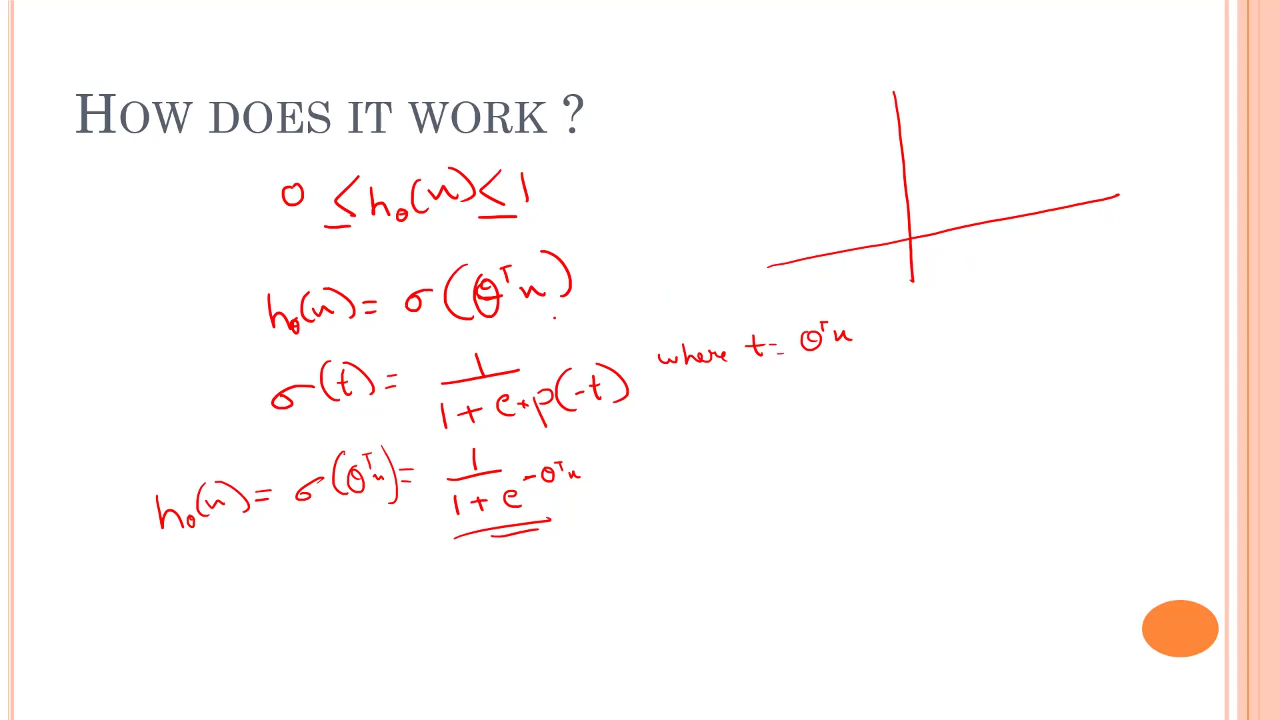 HOW DOES IT WORK ?
0 ≤ hθ(x) ≤ 1
hθ(x) = σ(θᵀx)
σ(t) = 1 / (1 + exp(-t)) where t = θᵀx
hθ(x) = σ(θᵀx) = 1 / (1 + e^(-θᵀx))